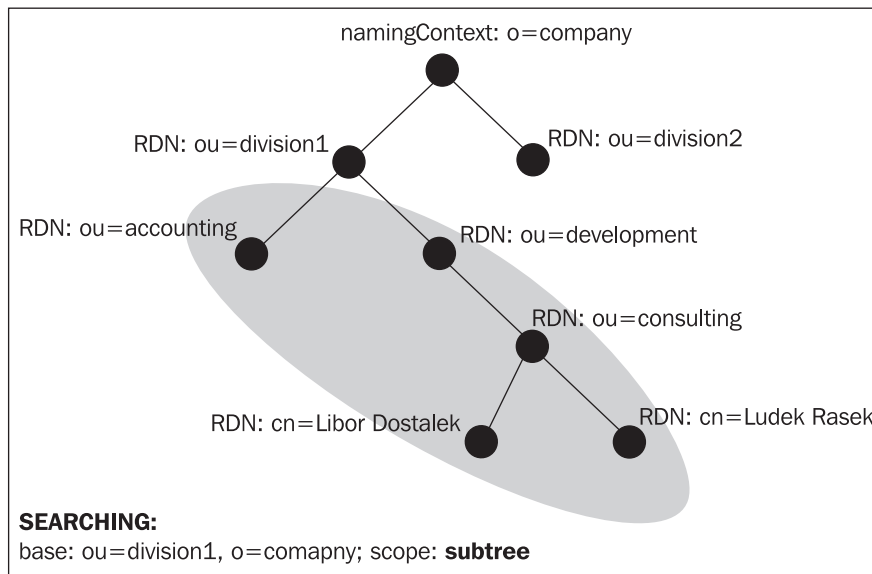 namingContext: o=company
RDN: ou=division1
RDN: ou=division2
RDN: ou=accounting
RDN: ou=development
RDN: ou=consulting
RDN: cn=Libor Dostalek
RDN: cn=Ludek Rasek
SEARCHING:
base: ou=division1, o=comapny; scope: subtree